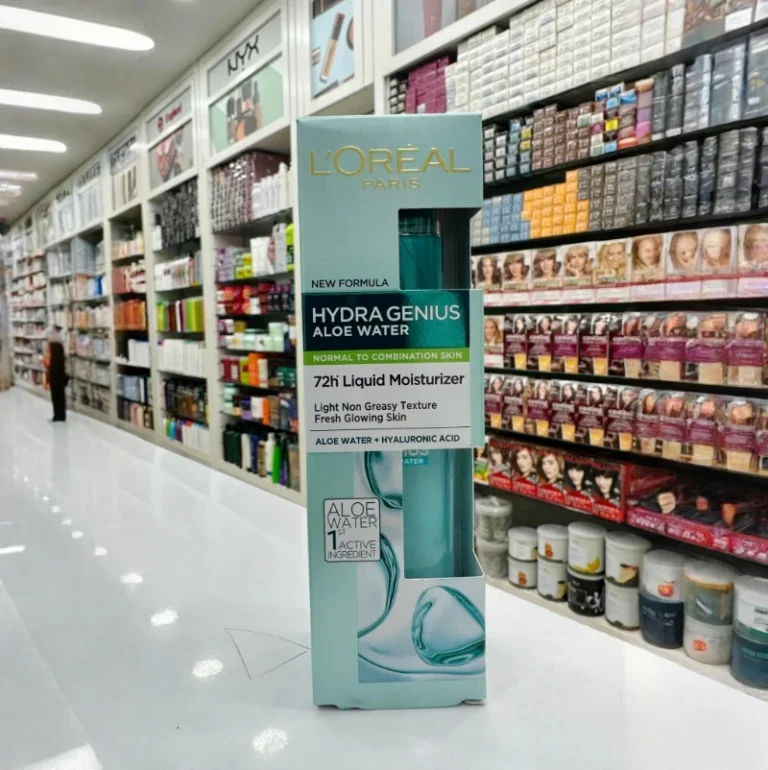 NYX
L'ORÉAL
PARIS
NEW FORMULA
HYDRA GENIUS
ALOE WATER
NORMAL TO COMBINATION SKIN
72h Liquid Moisturizer
Light Non Greasy Texture
Fresh Glowing Skin
ALOE WATER + HYALURONIC ACID
ALOE
WATER
1ST
ACTIVE
INGREDIENT